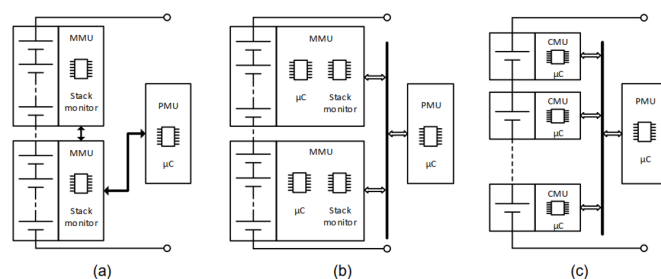 MMU
Stack
monitor
MMU
Stack
monitor
PMU
µC
(a)
MMU
µC
Stack
monitor
MMU
µC
Stack
monitor
PMU
µC
(b)
CMU
µC
CMU
µC
CMU
µC
PMU
µC
(c)